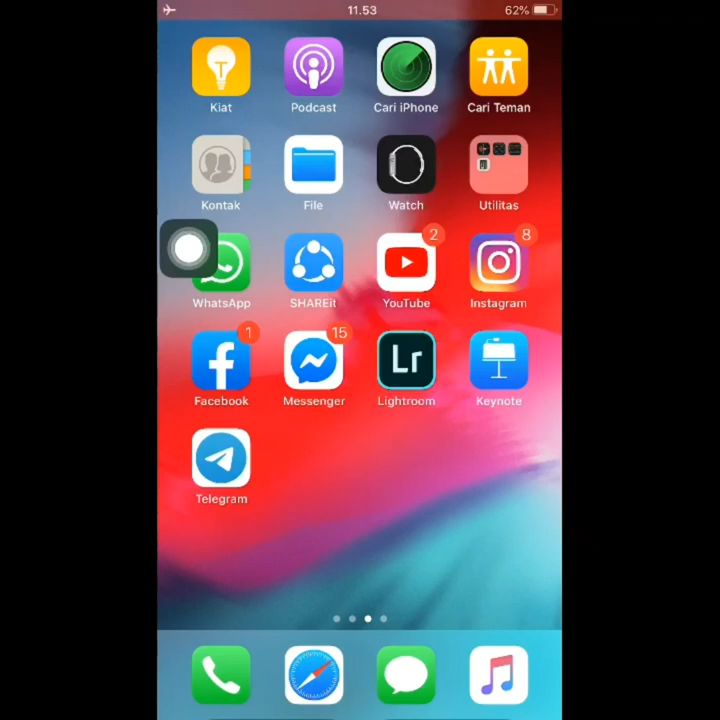 11.53 62%
Kiat Podcast Cari iPhone Cari Teman
Kontak File Watch Utilitas
2 8
WhatsApp SHAREit YouTube Instagram
1 15
Lr
Facebook Messenger Lightroom Keynote
Telegram